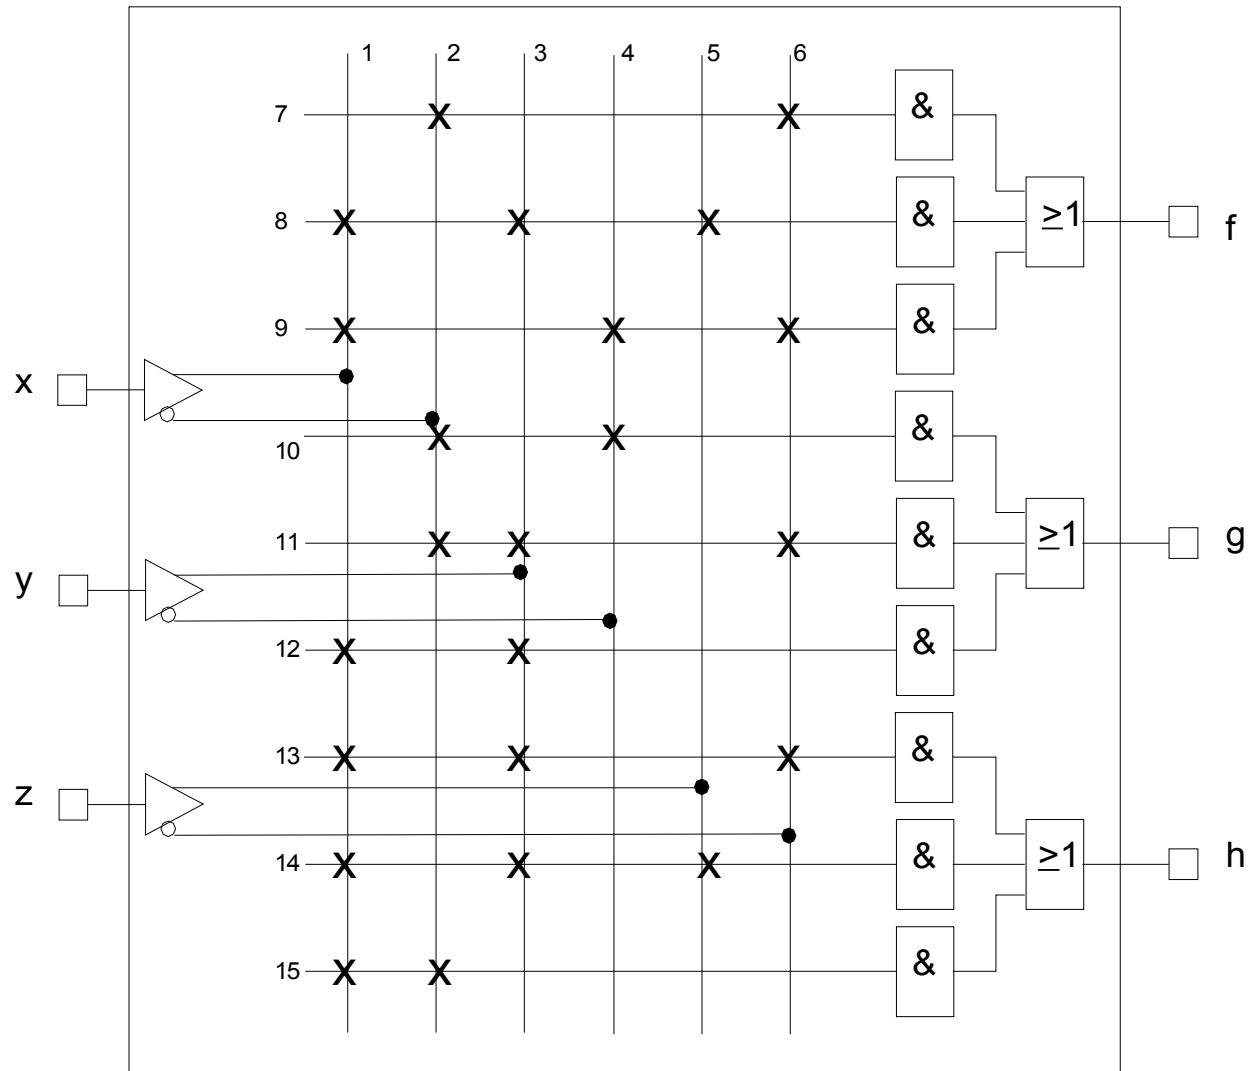 1 2 3 4 5 6
7 X X &
8 X X X & ≥1 f
9 X X X &
x
10 X X &
11 X X X & ≥1 g
y
12 X X &
13 X X X &
z
14 X X X & ≥1 h
15 X X &